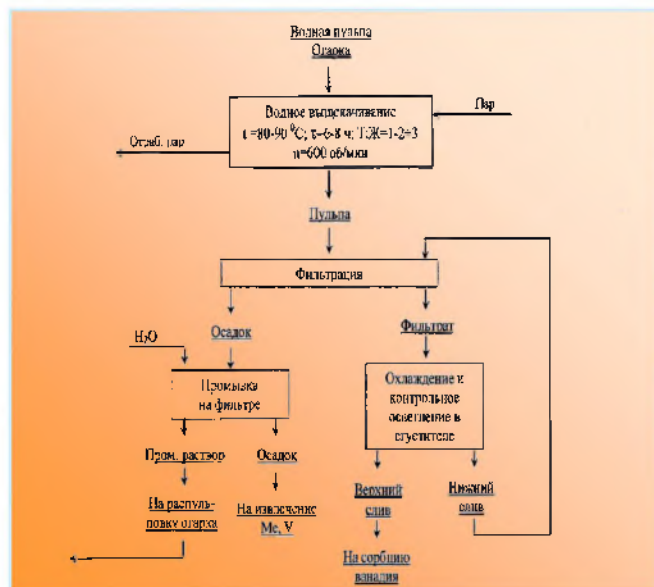 Водная пульпа
Огарка
Водное выщелачивание
t =80-90 ⁰C; τ=6-8 ч; Т:Ж=1-2÷3
n=600 об/мин
Пар
Отраб. пар
Пульпа
Фильтрация
Осадок
Фильтрат
H₂O
Промывка
на фильтре
Охлаждение и
контрольное
осветление в
сгустителе
Пром. раствор
Осадок
Верхний
слив
Нижний
слив
На распуль-
повку огарка
На извлечение
Mo, V
На сорбцию
ванадия